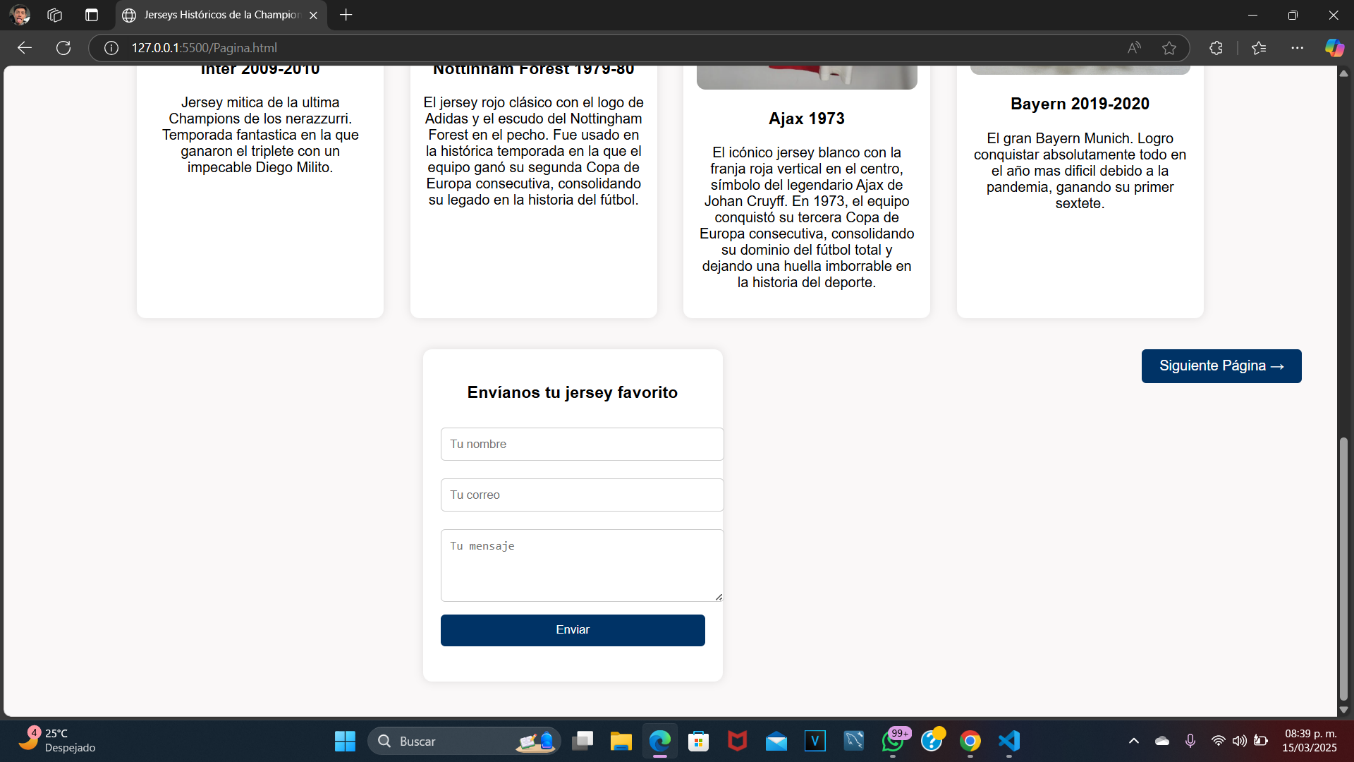 Jerseys Históricos de la Champion
127.0.0.1:5500/Pagina.html
Inter 2009-2010
Jersey mitica de la ultima
Champions de los nerazzurri.
Temporada fantastica en la que
ganaron el triplete con un
impecable Diego Milito.
Nottinham Forest 1979-80
El jersey rojo clásico con el logo de
Adidas y el escudo del Nottingham
Forest en el pecho. Fue usado en
la histórica temporada en la que el
equipo ganó su segunda Copa de
Europa consecutiva, consolidando
su legado en la historia del fútbol.
Ajax 1973
El icónico jersey blanco con la
franja roja vertical en el centro,
símbolo del legendario Ajax de
Johan Cruyff. En 1973, el equipo
conquistó su tercera Copa de
Europa consecutiva, consolidando
su dominio del fútbol total y
dejando una huella imborrable en
la historia del deporte.
Bayern 2019-2020
El gran Bayern Munich. Logro
conquistar absolutamente todo en
el año mas dificil debido a la
pandemia, ganando su primer
sextete.
Siguiente Página →
Envíanos tu jersey favorito
Tu nombre
Tu correo
Tu mensaje
Enviar
4
25°C
Despejado
Buscar
V
99+
08:39 p. m.
15/03/2025